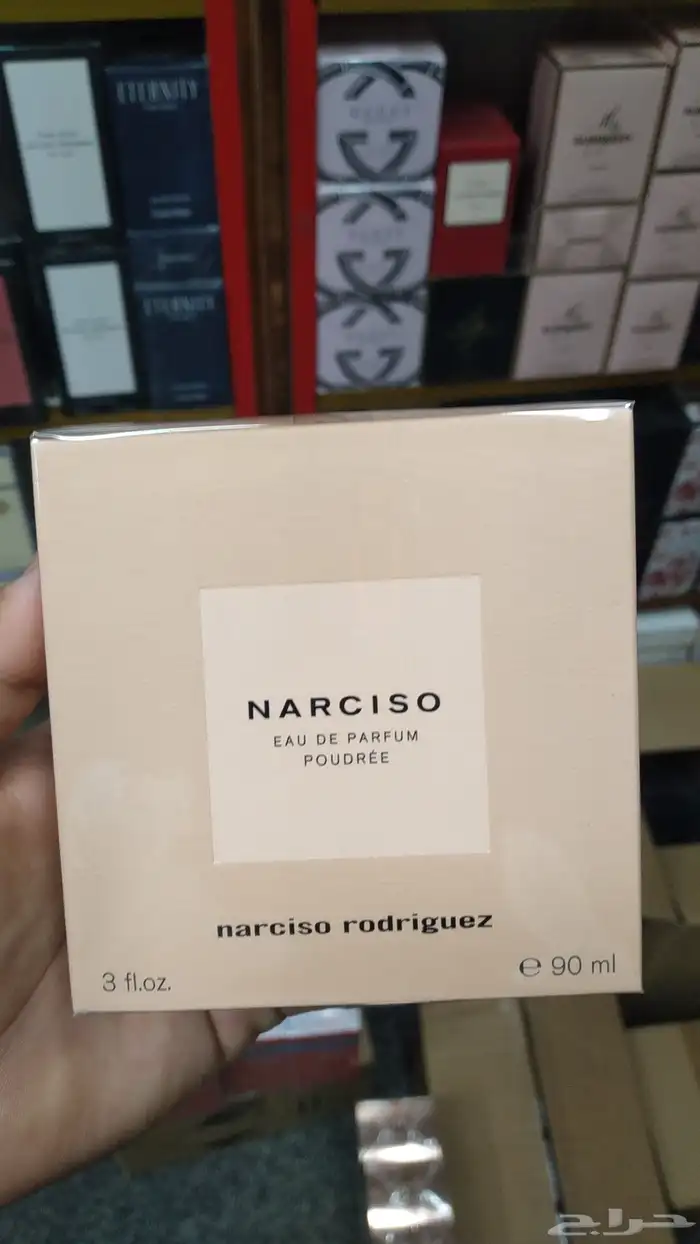 ETERNITY
ETERNITY
NARCISO
EAU DE PARFUM
POUDRÉE
narciso rodriguez
3 fl.oz.
℮ 90 ml
حراج